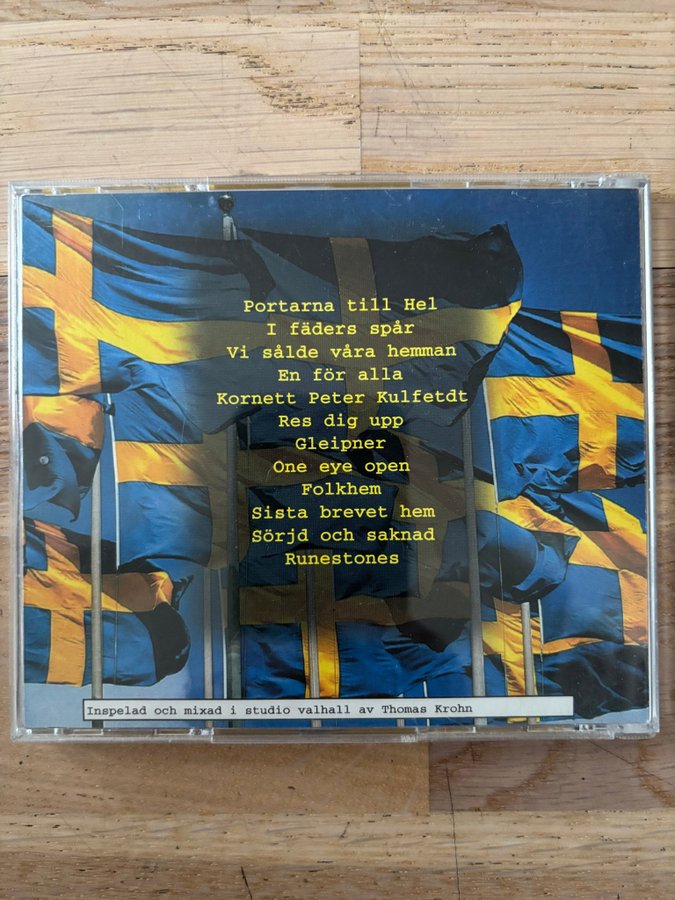 Portarna till Hel
I fäders spår
Vi sålde våra hemman
En för alla
Kornett Peter Kulfetdt
Res dig upp
Gleipner
One eye open
Folkhem
Sista brevet hem
Sörjd och saknad
Runestones
Inspelad och mixad i studio valhall av Thomas Krohn